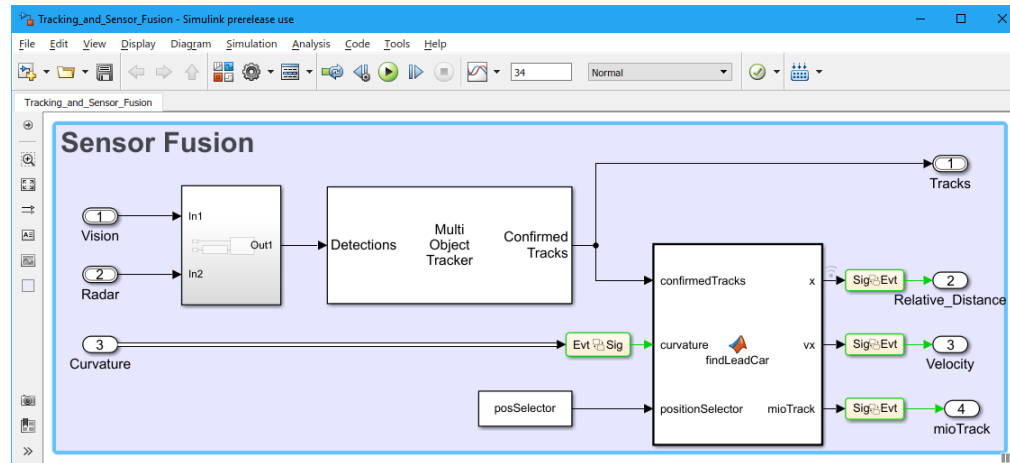 Tracking_and_Sensor_Fusion - Simulink prerelease use
File Edit View Display Diagram Simulation Analysis Code Tools Help
34 Normal
Tracking_and_Sensor_Fusion
Sensor Fusion
1
Tracks
1
Vision
2
Radar
In1
In2
Out1
Detections
Multi
Object
Tracker
Confirmed
Tracks
3
Curvature
Evt Sig
posSelector
confirmedTracks
curvature
positionSelector
findLeadCar
x
vx
mioTrack
Sig Evt
2
Relative_Distance
Sig Evt
3
Velocity
Sig Evt
4
mioTrack